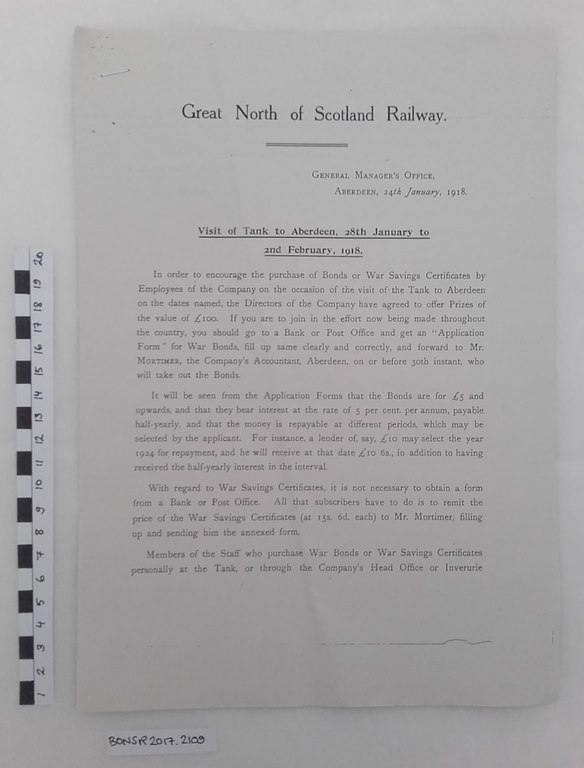 Great North of Scotland Railway.
General Manager's Office,
Aberdeen, 24th January, 1918.
Visit of Tank to Aberdeen, 28th January to
2nd February, 1918.
In order to encourage the purchase of Bonds or War Savings Certificates by
Employees of the Company on the occasion of the visit of the Tank to Aberdeen
on the dates named, the Directors of the Company have agreed to offer Prizes of
the value of £100. If you are to join in the effort now being made throughout
the country, you should go to a Bank or Post Office and get an "Application
Form" for War Bonds, fill up same clearly and correctly, and forward to Mr.
Mortimer, the Company's Accountant, Aberdeen, on or before 30th instant, who
will take out the Bonds.
It will be seen from the Application Forms that the Bonds are for £5 and
upwards, and that they bear interest at the rate of 5 per cent. per annum, payable
half-yearly, and that the money is repayable at different periods, which may be
selected by the applicant. For instance, a lender of, say, £10 may select the year
1924 for repayment, and he will receive at that date £10 6s., in addition to having
received the half-yearly interest in the interval.
With regard to War Savings Certificates, it is not necessary to obtain a form
from a Bank or Post Office. All that subscribers have to do is to remit the
price of the War Savings Certificates (at 15s. 6d. each) to Mr. Mortimer, filling
up and sending him the annexed form.
Members of the Staff who purchase War Bonds or War Savings Certificates
personally at the Tank, or through the Company's Head Office or Inverurie
1 2 3 4 5 6 7 8 9 10 11 12 13 14 15 16 17 18 19 20
BONSR2017.2109